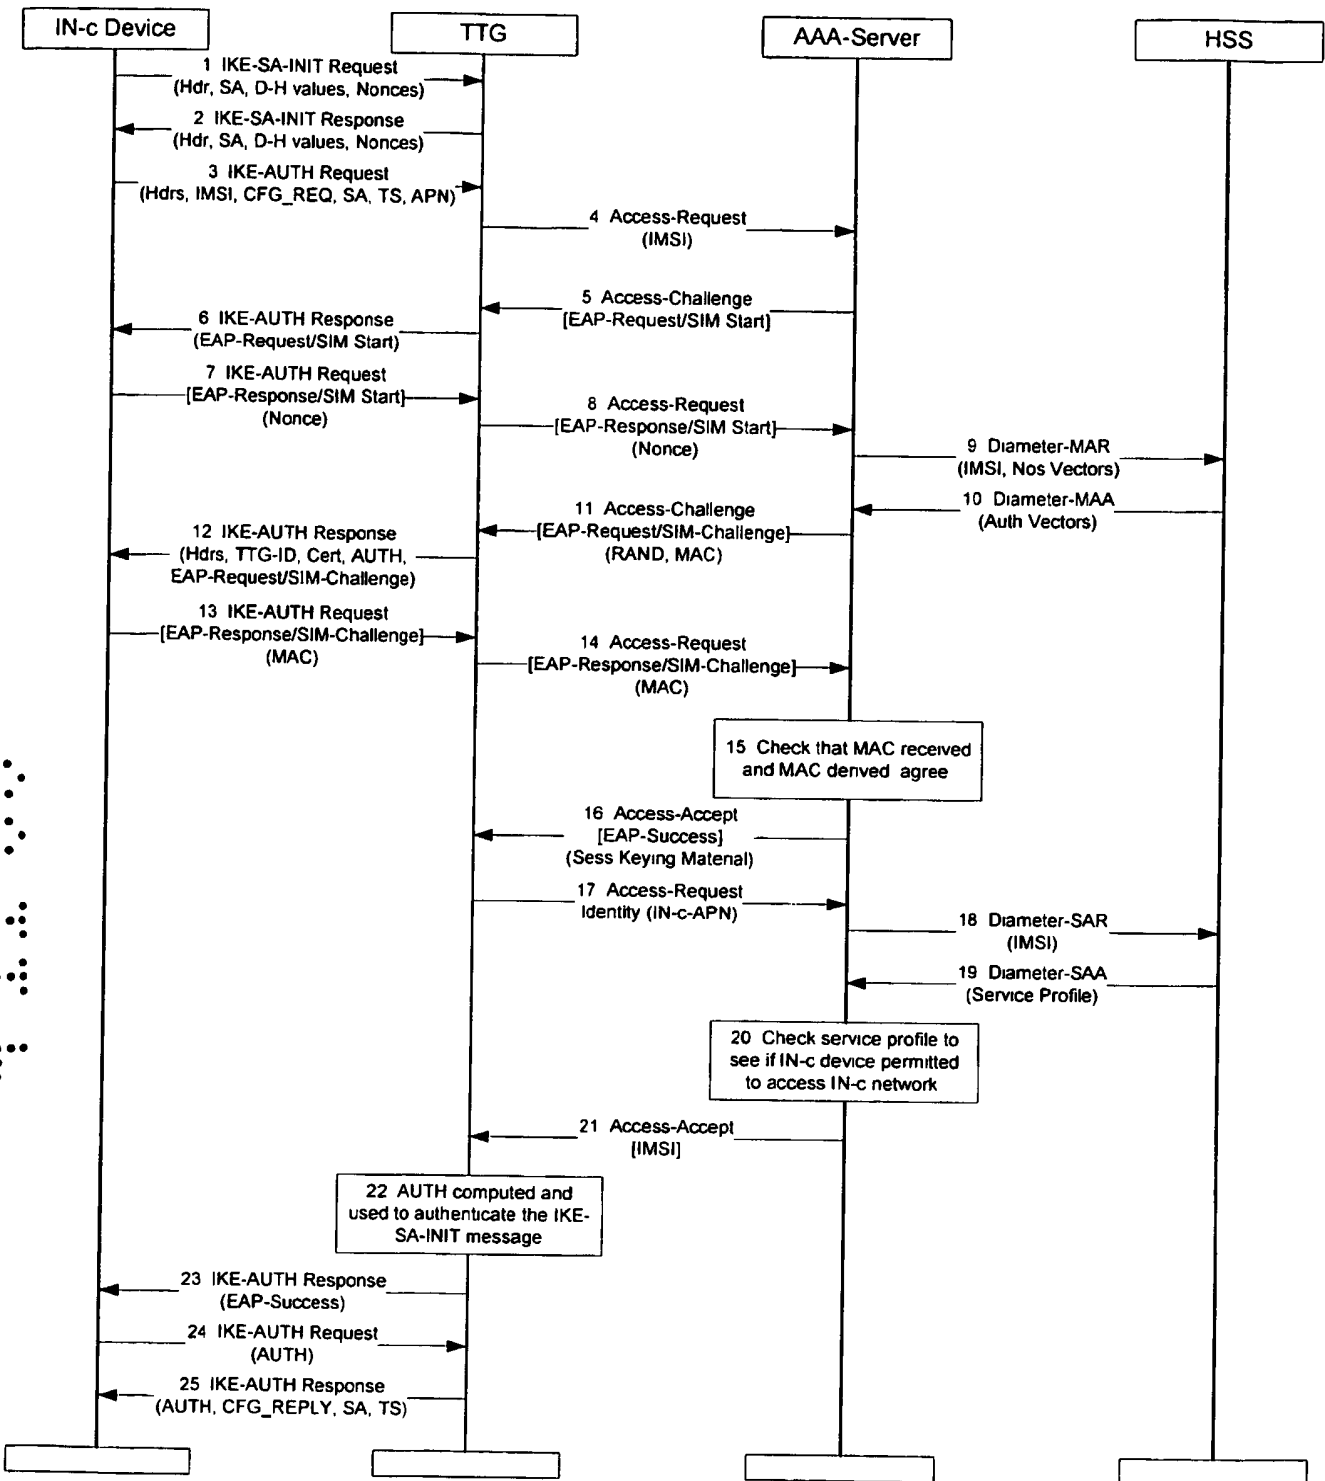 IN-c Device
TTG
AAA-Server
HSS
1 IKE-SA-INIT Request
(Hdr, SA, D-H values, Nonces)
2 IKE-SA-INIT Response
(Hdr, SA, D-H values, Nonces)
3 IKE-AUTH Request
(Hdrs, IMSI, CFG_REQ, SA, TS, APN)
4 Access-Request
(IMSI)
5 Access-Challenge
[EAP-Request/SIM Start]
6 IKE-AUTH Response
(EAP-Request/SIM Start)
7 IKE-AUTH Request
[EAP-Response/SIM Start]
(Nonce)
8 Access-Request
[EAP-Response/SIM Start]
(Nonce)
9 Diameter-MAR
(IMSI, Nos Vectors)
10 Diameter-MAA
(Auth Vectors)
11 Access-Challenge
[EAP-Request/SIM-Challenge]
(RAND, MAC)
12 IKE-AUTH Response
(Hdrs, TTG-ID, Cert, AUTH,
EAP-Request/SIM-Challenge)
13 IKE-AUTH Request
[EAP-Response/SIM-Challenge]
(MAC)
14 Access-Request
[EAP-Response/SIM-Challenge]
(MAC)
15 Check that MAC received
and MAC derived agree
16 Access-Accept
[EAP-Success]
(Sess Keying Material)
17 Access-Request
Identity (IN-c-APN)
18 Diameter-SAR
(IMSI)
19 Diameter-SAA
(Service Profile)
20 Check service profile to
see if IN-c device permitted
to access IN-c network
21 Access-Accept
[IMSI]
22 AUTH computed and
used to authenticate the IKE-
SA-INIT message
23 IKE-AUTH Response
(EAP-Success)
24 IKE-AUTH Request
(AUTH)
25 IKE-AUTH Response
(AUTH, CFG_REPLY, SA, TS)